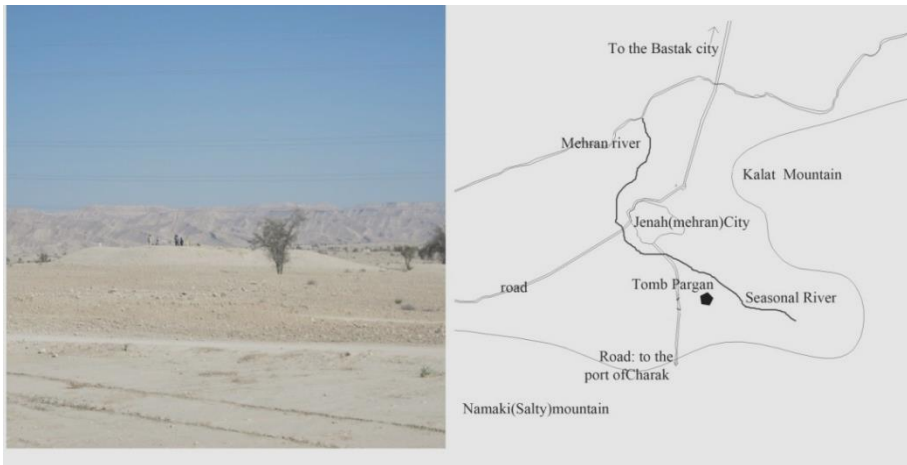 To the Bastak city
Mehran river
Kalat Mountain
Jenah(mehran)City
road
Tomb Pargan
Seasonal River
Road: to the
port ofCharak
Namaki(Salty)mountain